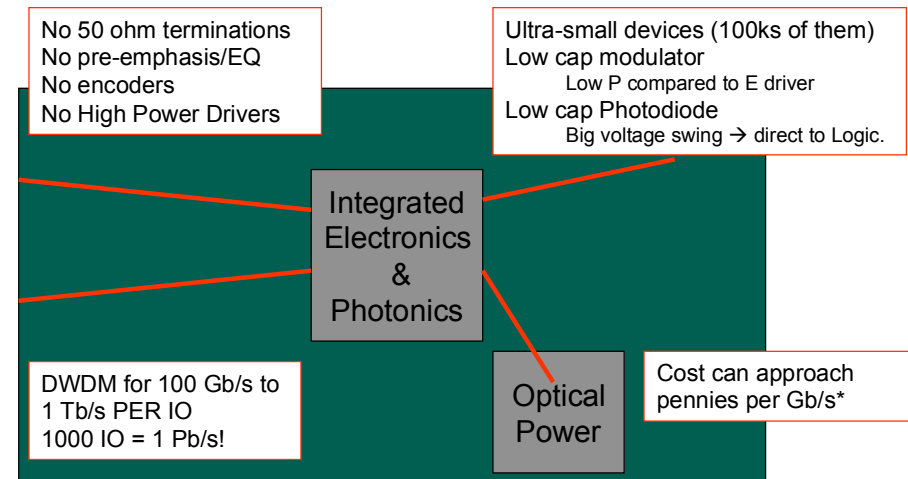 No 50 ohm terminations
No pre-emphasis/EQ
No encoders
No High Power Drivers
Ultra-small devices (100ks of them)
Low cap modulator
Low P compared to E driver
Low cap Photodiode
Big voltage swing → direct to Logic.
Integrated
Electronics
&
Photonics
DWDM for 100 Gb/s to
1 Tb/s PER IO
1000 IO = 1 Pb/s!
Optical
Power
Cost can approach
pennies per Gb/s*